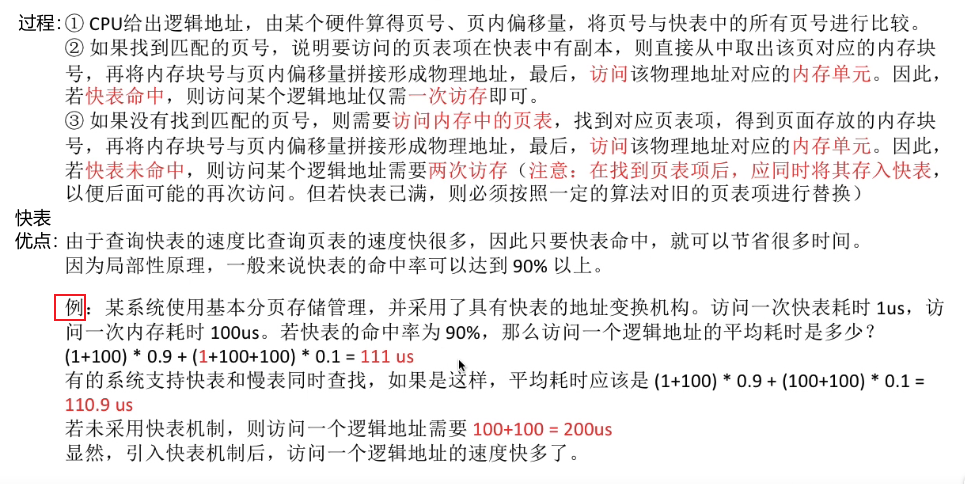 过程: ① CPU给出逻辑地址，由某个硬件算得页号、页内偏移量，将页号与快表中的所有页号进行比较。
② 如果找到匹配的页号，说明要访问的页表项在快表中有副本，则直接从中取出该页对应的内存块
号，再将内存块号与页内偏移量拼接形成物理地址，最后，访问该物理地址对应的内存单元。因此，
若快表命中，则访问某个逻辑地址仅需一次访存即可。
③ 如果没有找到匹配的页号，则需要访问内存中的页表，找到对应页表项，得到页面存放的内存块
号，再将内存块号与页内偏移量拼接形成物理地址，最后，访问该物理地址对应的内存单元。因此，
若快表未命中，则访问某个逻辑地址需要两次访存（注意：在找到页表项后，应同时将其存入快表，
以便后面可能的再次访问。但若快表已满，则必须按照一定的算法对旧的页表项进行替换）
快表
优点: 由于查询快表的速度比查询页表的速度快很多，因此只要快表命中，就可以节省很多时间。
因为局部性原理，一般来说快表的命中率可以达到 90% 以上。
例：某系统使用基本分页存储管理，并采用了具有快表的地址变换机构。访问一次快表耗时 1us，访
问一次内存耗时 100us。若快表的命中率为 90%，那么访问一个逻辑地址的平均耗时是多少？
(1+100) * 0.9 + (1+100+100) * 0.1 = 111 us
有的系统支持快表和慢表同时查找，如果是这样，平均耗时应该是 (1+100) * 0.9 + (100+100) * 0.1 =
110.9 us
若未采用快表机制，则访问一个逻辑地址需要 100+100 = 200us
显然，引入快表机制后，访问一个逻辑地址的速度快多了。